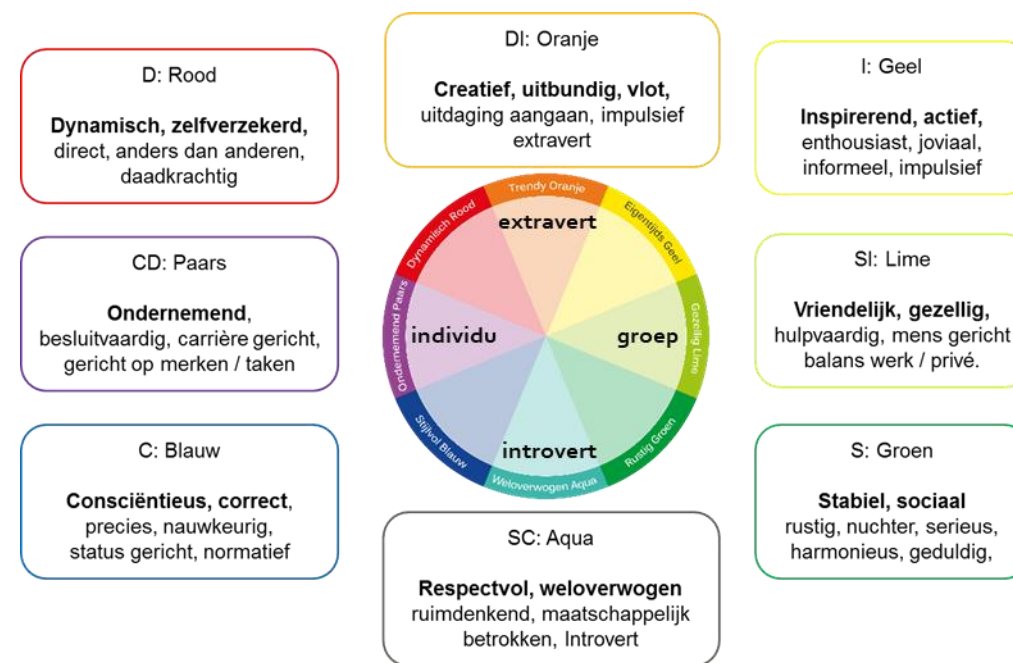 D: Rood
Dynamisch, zelfverzekerd,
direct, anders dan anderen,
daadkrachtig
DI: Oranje
Creatief, uitbundig, vlot,
uitdaging aangaan, impulsief
extravert
I: Geel
Inspirerend, actief,
enthousiast, joviaal,
informeel, impulsief
CD: Paars
Ondernemend,
besluitvaardig, carrière gericht,
gericht op merken / taken
Trendy Oranje
Eigentijds Geel
Gezellig Lime
Rustig Groen
Weloverwogen Aqua
Stijlvol Blauw
Ondernemend Paars
Dynamisch Rood
extravert
individu
groep
introvert
SI: Lime
Vriendelijk, gezellig,
hulpvaardig, mens gericht
balans werk / privé.
C: Blauw
Consciëntieus, correct,
precies, nauwkeurig,
status gericht, normatief
SC: Aqua
Respectvol, weloverwogen
ruimdenkend, maatschappelijk
betrokken, Introvert
S: Groen
Stabiel, sociaal
rustig, nuchter, serieus,
harmonieus, geduldig,